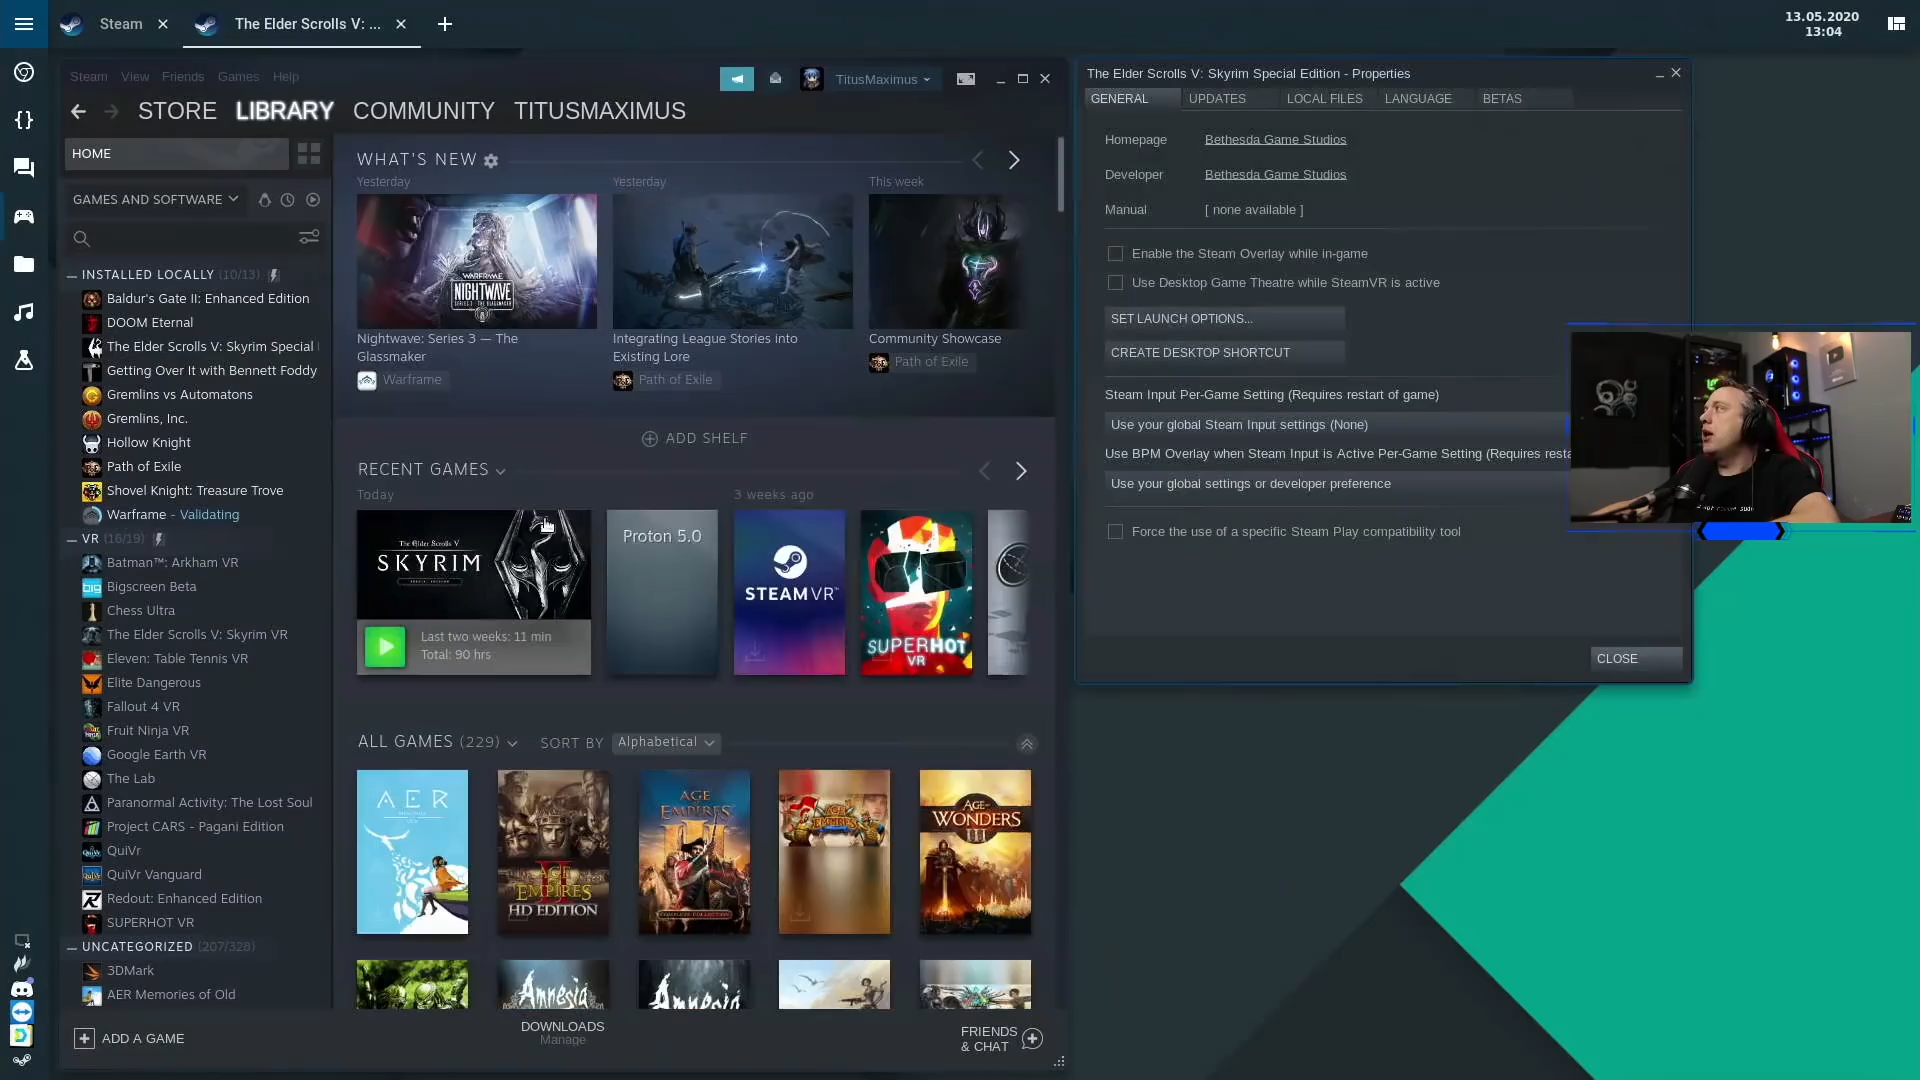 Steam
The Elder Scrolls V: ...
13.05.2020
13:04
Steam View Friends Games Help
TitusMaximus
STORE LIBRARY COMMUNITY TITUSMAXIMUS
HOME
GAMES AND SOFTWARE
INSTALLED LOCALLY (10/13)
Baldur's Gate II: Enhanced Edition
DOOM Eternal
The Elder Scrolls V: Skyrim Special
Getting Over It with Bennett Foddy
Gremlins vs Automatons
Gremlins, Inc.
Hollow Knight
Path of Exile
Shovel Knight: Treasure Trove
Warframe - Validating
VR (16/19)
Batman™: Arkham VR
Bigscreen Beta
Chess Ultra
The Elder Scrolls V: Skyrim VR
Eleven: Table Tennis VR
Elite Dangerous
Fallout 4 VR
Fruit Ninja VR
Google Earth VR
The Lab
Paranormal Activity: The Lost Soul
Project CARS - Pagani Edition
QuiVr
QuiVr Vanguard
Redout: Enhanced Edition
SUPERHOT VR
UNCATEGORIZED (207/328)
3DMark
AER Memories of Old
ADD A GAME
WHAT'S NEW
Yesterday
Yesterday
This week
WARFRAME
NIGHTWAVE
Nightwave: Series 3 — The
Glassmaker
Warframe
Integrating League Stories into
Existing Lore
Path of Exile
Community Showcase
Path of Exile
ADD SHELF
RECENT GAMES
Today
3 weeks ago
The Elder Scrolls V
SKYRIM
Last two weeks: 11 min
Total: 90 hrs
Proton 5.0
STEAM VR™
SUPERHOT
VR
ALL GAMES (229)
SORT BY Alphabetical
AER
AGE OF
EMPIRES
II
HD EDITION
AGE OF
EMPIRES
III
COMPLETE COLLECTION
AGE OF
WONDERS
III
Amnesia
Amnesia
DOWNLOADS
Manage
FRIENDS
& CHAT
The Elder Scrolls V: Skyrim Special Edition - Properties
GENERAL UPDATES LOCAL FILES LANGUAGE BETAS
Homepage Bethesda Game Studios
Developer Bethesda Game Studios
Manual [ none available ]
Enable the Steam Overlay while in-game
Use Desktop Game Theatre while SteamVR is active
SET LAUNCH OPTIONS...
CREATE DESKTOP SHORTCUT
Steam Input Per-Game Setting (Requires restart of game)
Use your global Steam Input settings (None)
Use BPM Overlay when Steam Input is Active Per-Game Setting (Requires resta
Use your global settings or developer preference
Force the use of a specific Steam Play compatibility tool
CLOSE